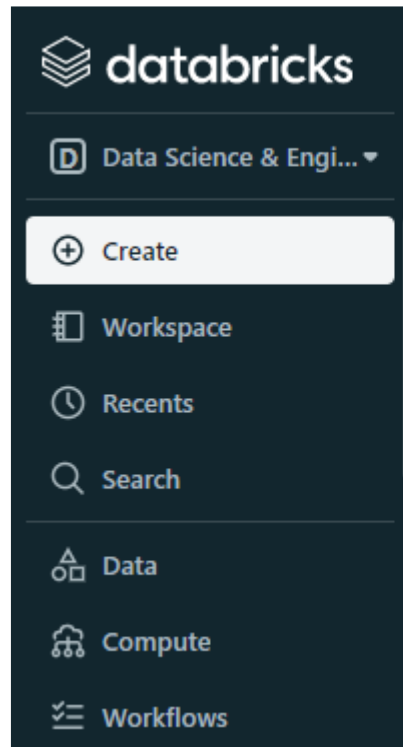 databricks
D Data Science & Engi...
Create
Workspace
Recents
Search
Data
Compute
Workflows